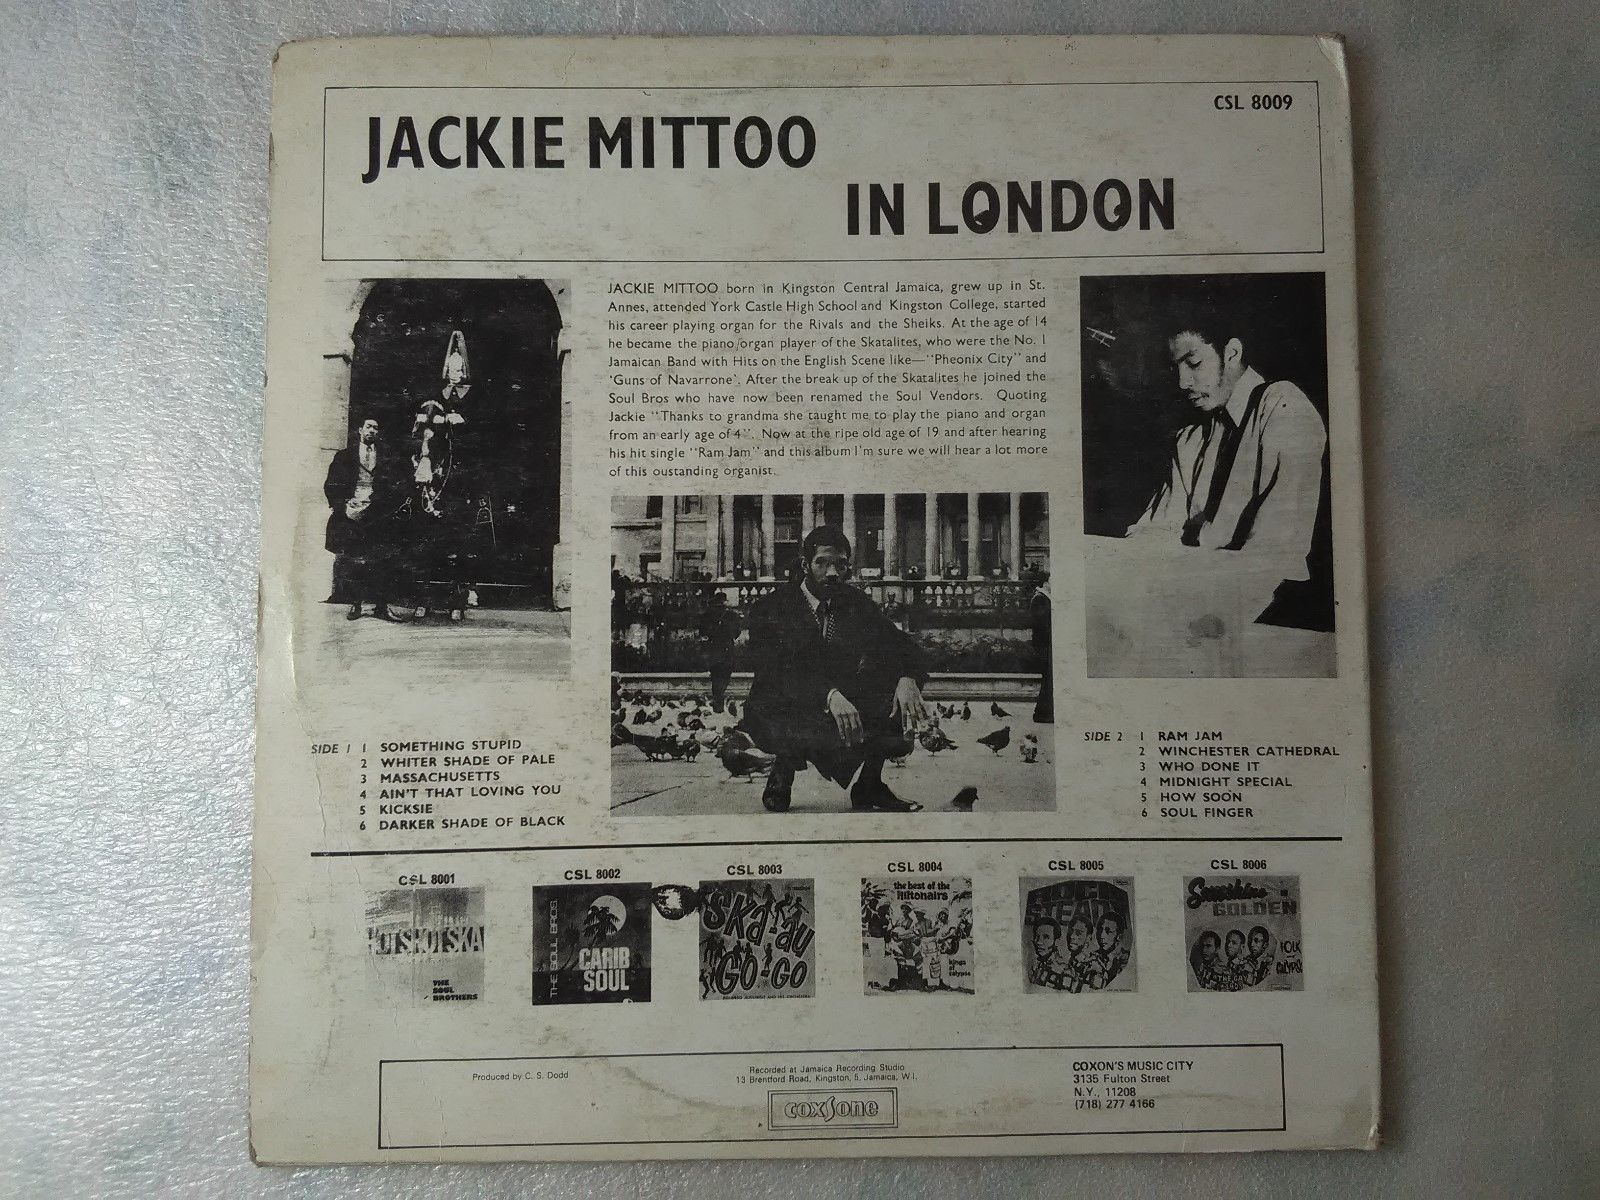 CSL 8009
JACKIE MITTOO
IN LONDON
JACKIE MITTOO born in Kingston Central Jamaica, grew up in St.
Annes, attended York Castle High School and Kingston College, started
his career playing organ for the Rivals and the Sheiks. At the age of 14
he became the piano/organ player of the Skatalites, who were the No. 1
Jamaican Band with Hits on the English Scene like—"Pheonix City" and
'Guns of Navarrone'. After the break up of the Skatalites he joined the
Soul Bros who have now been renamed the Soul Vendors. Quoting
Jackie "Thanks to grandma she taught me to play the piano and organ
from an early age of 4". Now at the ripe old age of 19 and after hearing
his hit single "Ram Jam" and this album I'm sure we will hear a lot more
of this oustanding organist.
SIDE 1 1 SOMETHING STUPID
2 WHITER SHADE OF PALE
3 MASSACHUSETTS
4 AIN'T THAT LOVING YOU
5 KICKSIE
6 DARKER SHADE OF BLACK
SIDE 2 1 RAM JAM
2 WINCHESTER CATHEDRAL
3 WHO DONE IT
4 MIDNIGHT SPECIAL
5 HOW SOON
6 SOUL FINGER
CSL 8001
HOT SHOT SKA
THE
SOUL
BROTHERS
CSL 8002
THE SOUL BROS.
CARIB
SOUL
CSL 8003
SKA-au
GO-GO
CSL 8004
the best of the
Hiltonairs
kings
of
calypso
CSL 8005
ROCK
STEADY
CSL 8006
Sunshine is
GOLDEN
FOLK
CALYPSO
Produced by C. S. Dodd
Recorded at Jamaica Recording Studio
13 Brentford Road, Kingston, 5, Jamaica, W.I.
coxsone
COXON'S MUSIC CITY
3135 Fulton Street
N.Y., 11208
(718) 277 4166